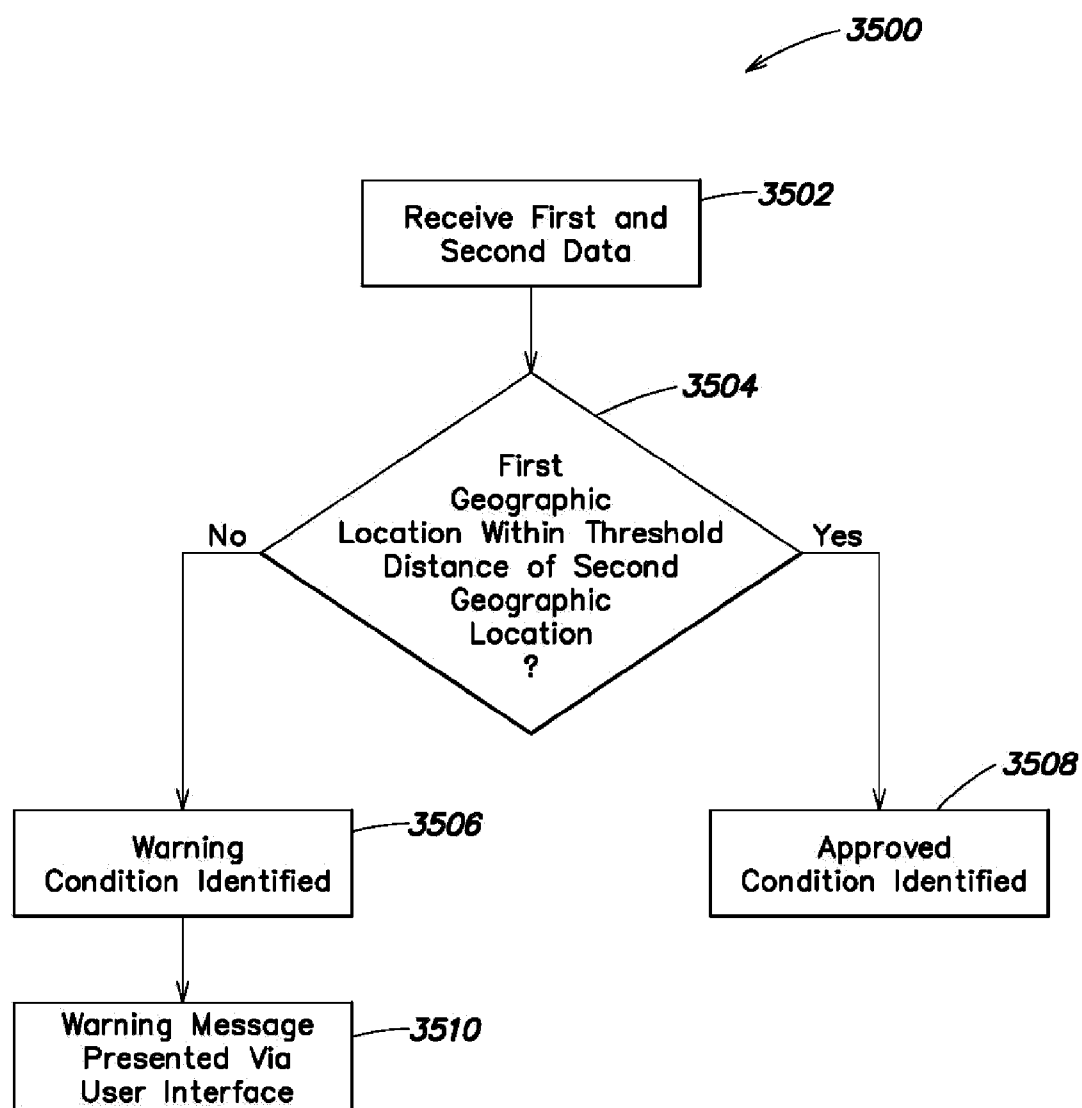 3500
3502
Receive First and
Second Data
3504
First
Geographic
Location Within Threshold
Distance of Second
Geographic
Location
?
No
Yes
3506
Warning
Condition Identified
3508
Approved
Condition Identified
3510
Warning Message
Presented Via
User Interface